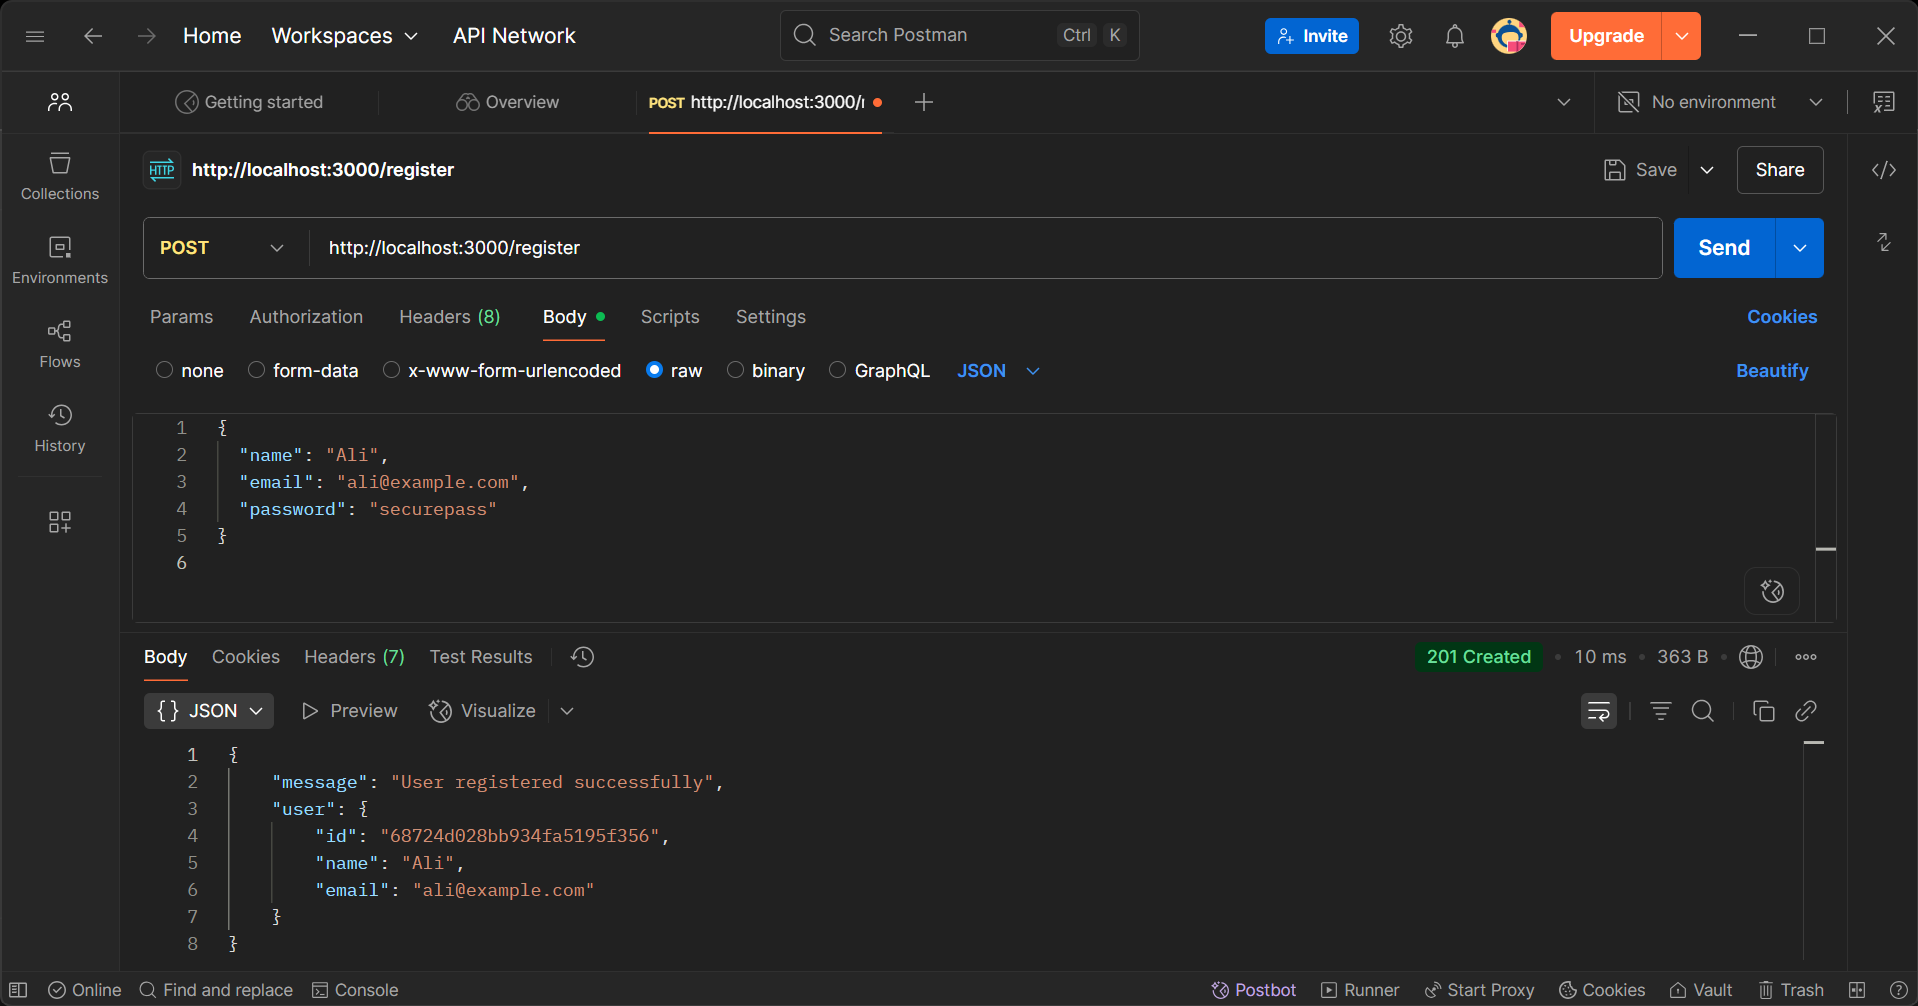 Home Workspaces API Network Search Postman Ctrl K Invite Upgrade
Getting started Overview POST http://localhost:3000/r No environment
HTTP http://localhost:3000/register Save Share
Collections
Environments
Flows
History
POST http://localhost:3000/register Send
Params Authorization Headers (8) Body Scripts Settings Cookies
none form-data x-www-form-urlencoded raw binary GraphQL JSON Beautify
1 {
2 "name": "Ali",
3 "email": "ali@example.com",
4 "password": "securepass"
5 }
6
Body Cookies Headers (7) Test Results 201 Created • 10 ms • 363 B
{} JSON Preview Visualize
1 {
2 "message": "User registered successfully",
3 "user": {
4 "id": "68724d028bb934fa5195f356",
5 "name": "Ali",
6 "email": "ali@example.com"
7 }
8 }
Online Find and replace Console Postbot Runner Start Proxy Cookies Vault Trash